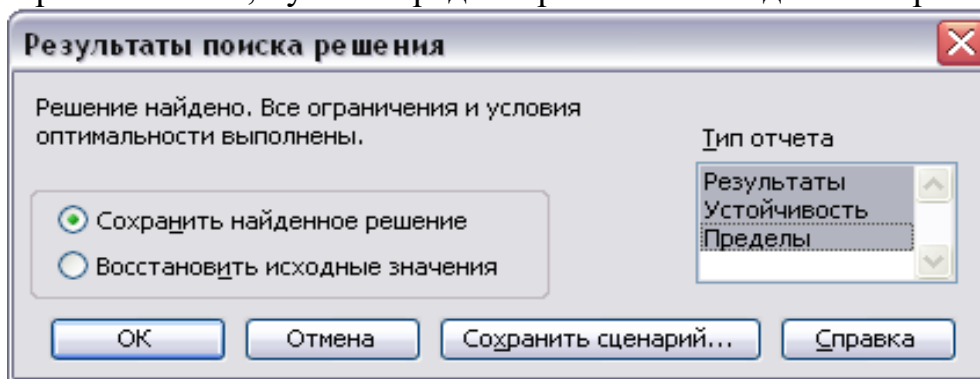 Результаты поиска решения
Решение найдено. Все ограничения и условия
оптимальности выполнены.
Тип отчета
Результаты
Устойчивость
Пределы
Сохранить найденное решение
Восстановить исходные значения
ОК
Отмена
Сохранить сценарий...
Справка